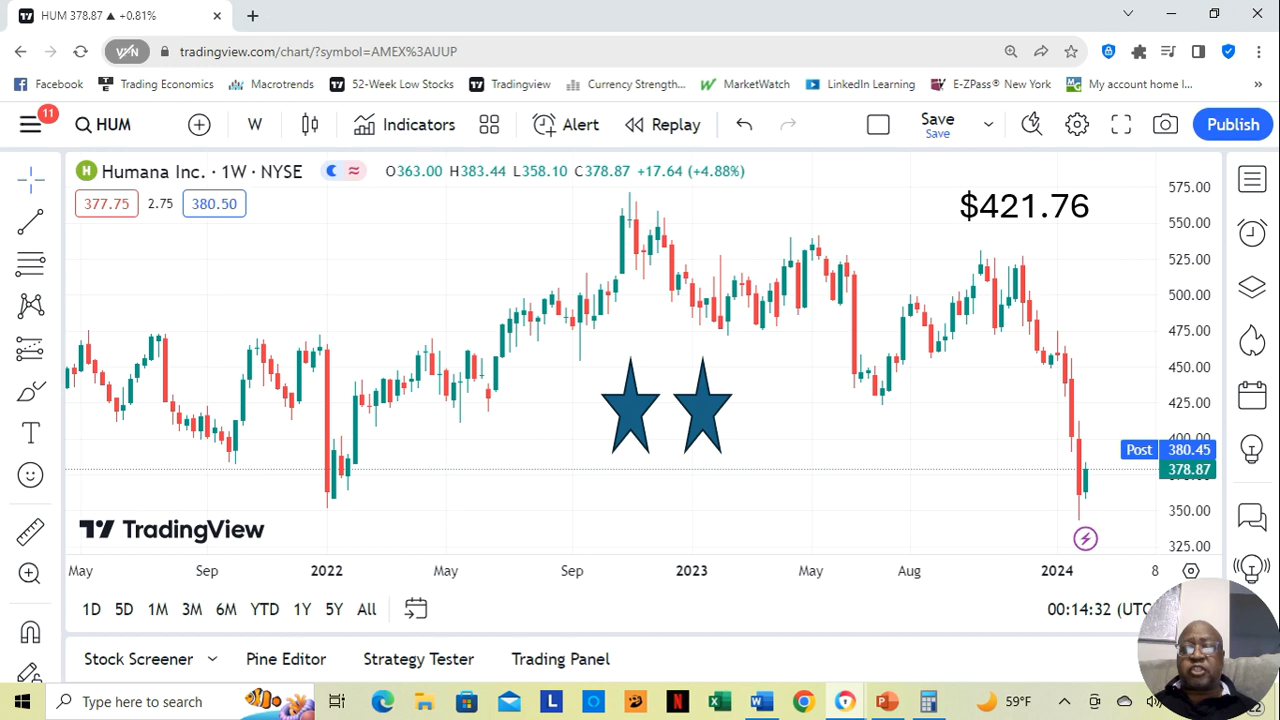 HUM 378.87 ▲ +0.81%
tradingview.com/chart/?symbol=AMEX%3AUUP
Facebook Trading Economics Macrotrends 52-Week Low Stocks Tradingview Currency Strength... MarketWatch LinkedIn Learning E-ZPass® New York My account home l... »
11
HUM W Indicators Alert Replay Save Publish
Save
H Humana Inc. · 1W · NYSE O363.00 H383.44 L358.10 C378.87 +17.64 (+4.88%)
377.75 2.75 380.50
$421.76
575.00
550.00
525.00
500.00
475.00
450.00
425.00
400.00
Post 380.45
378.87
350.00
325.00
TradingView
May Sep 2022 May Sep 2023 May Aug 2024 8
1D 5D 1M 3M 6M YTD 1Y 5Y All 00:14:32 (UTC
Stock Screener Pine Editor Strategy Tester Trading Panel
Type here to search 59°F